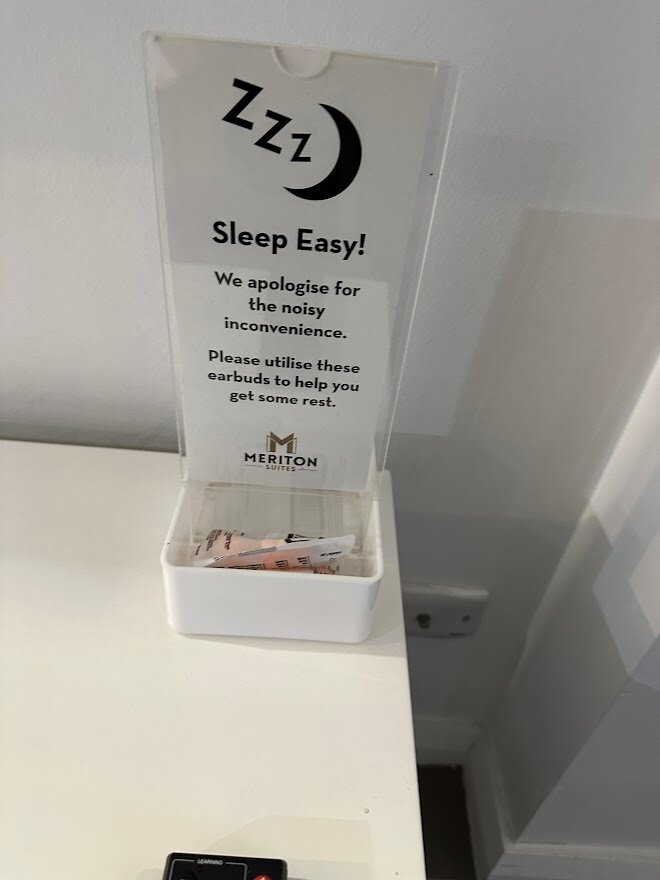 ZZZ
Sleep Easy!
We apologise for
the noisy
inconvenience.
Please utilise these
earbuds to help you
get some rest.
M
MERITON
SUITES
LEARNING